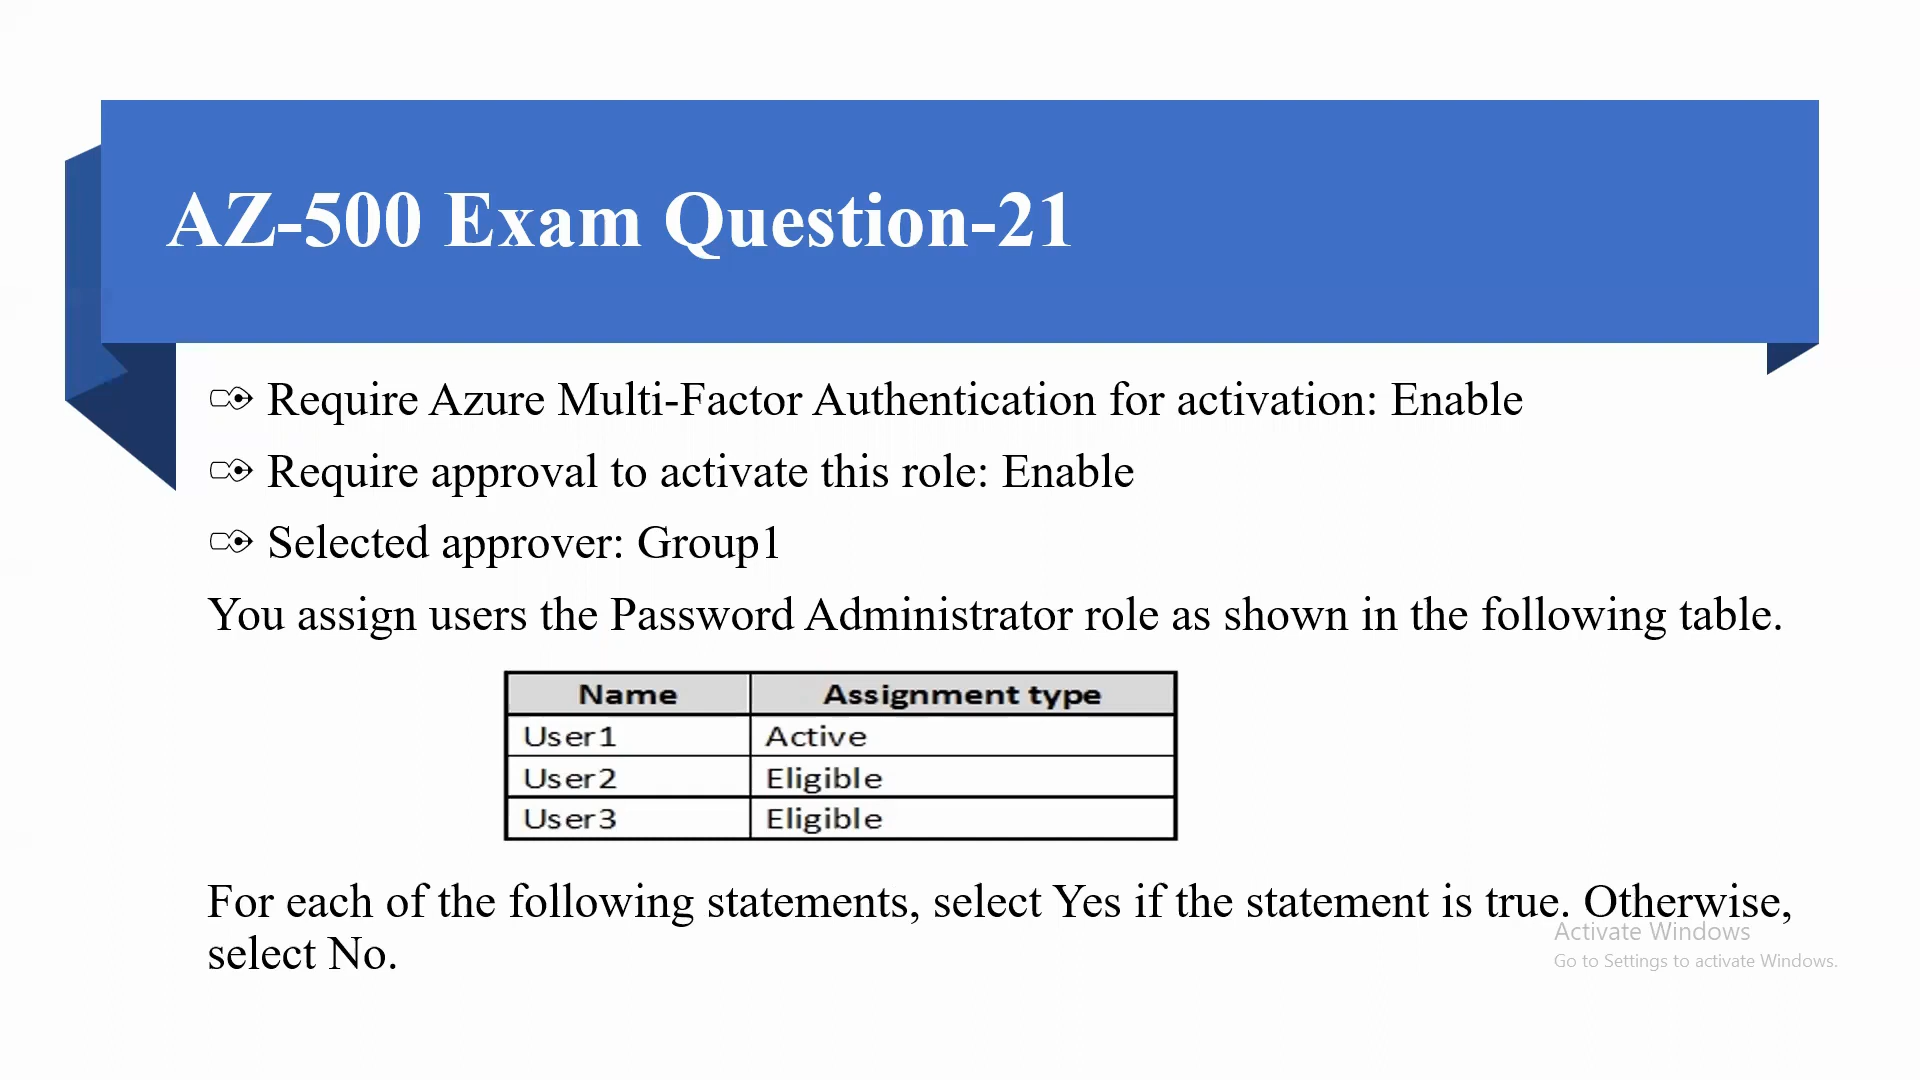 AZ-500 Exam Question-21
Require Azure Multi-Factor Authentication for activation: Enable
Require approval to activate this role: Enable
Selected approver: Group1
You assign users the Password Administrator role as shown in the following table.
Name Assignment type
User1 Active
User2 Eligible
User3 Eligible
For each of the following statements, select Yes if the statement is true. Otherwise,
select No.
Activate Windows
Go to Settings to activate Windows.